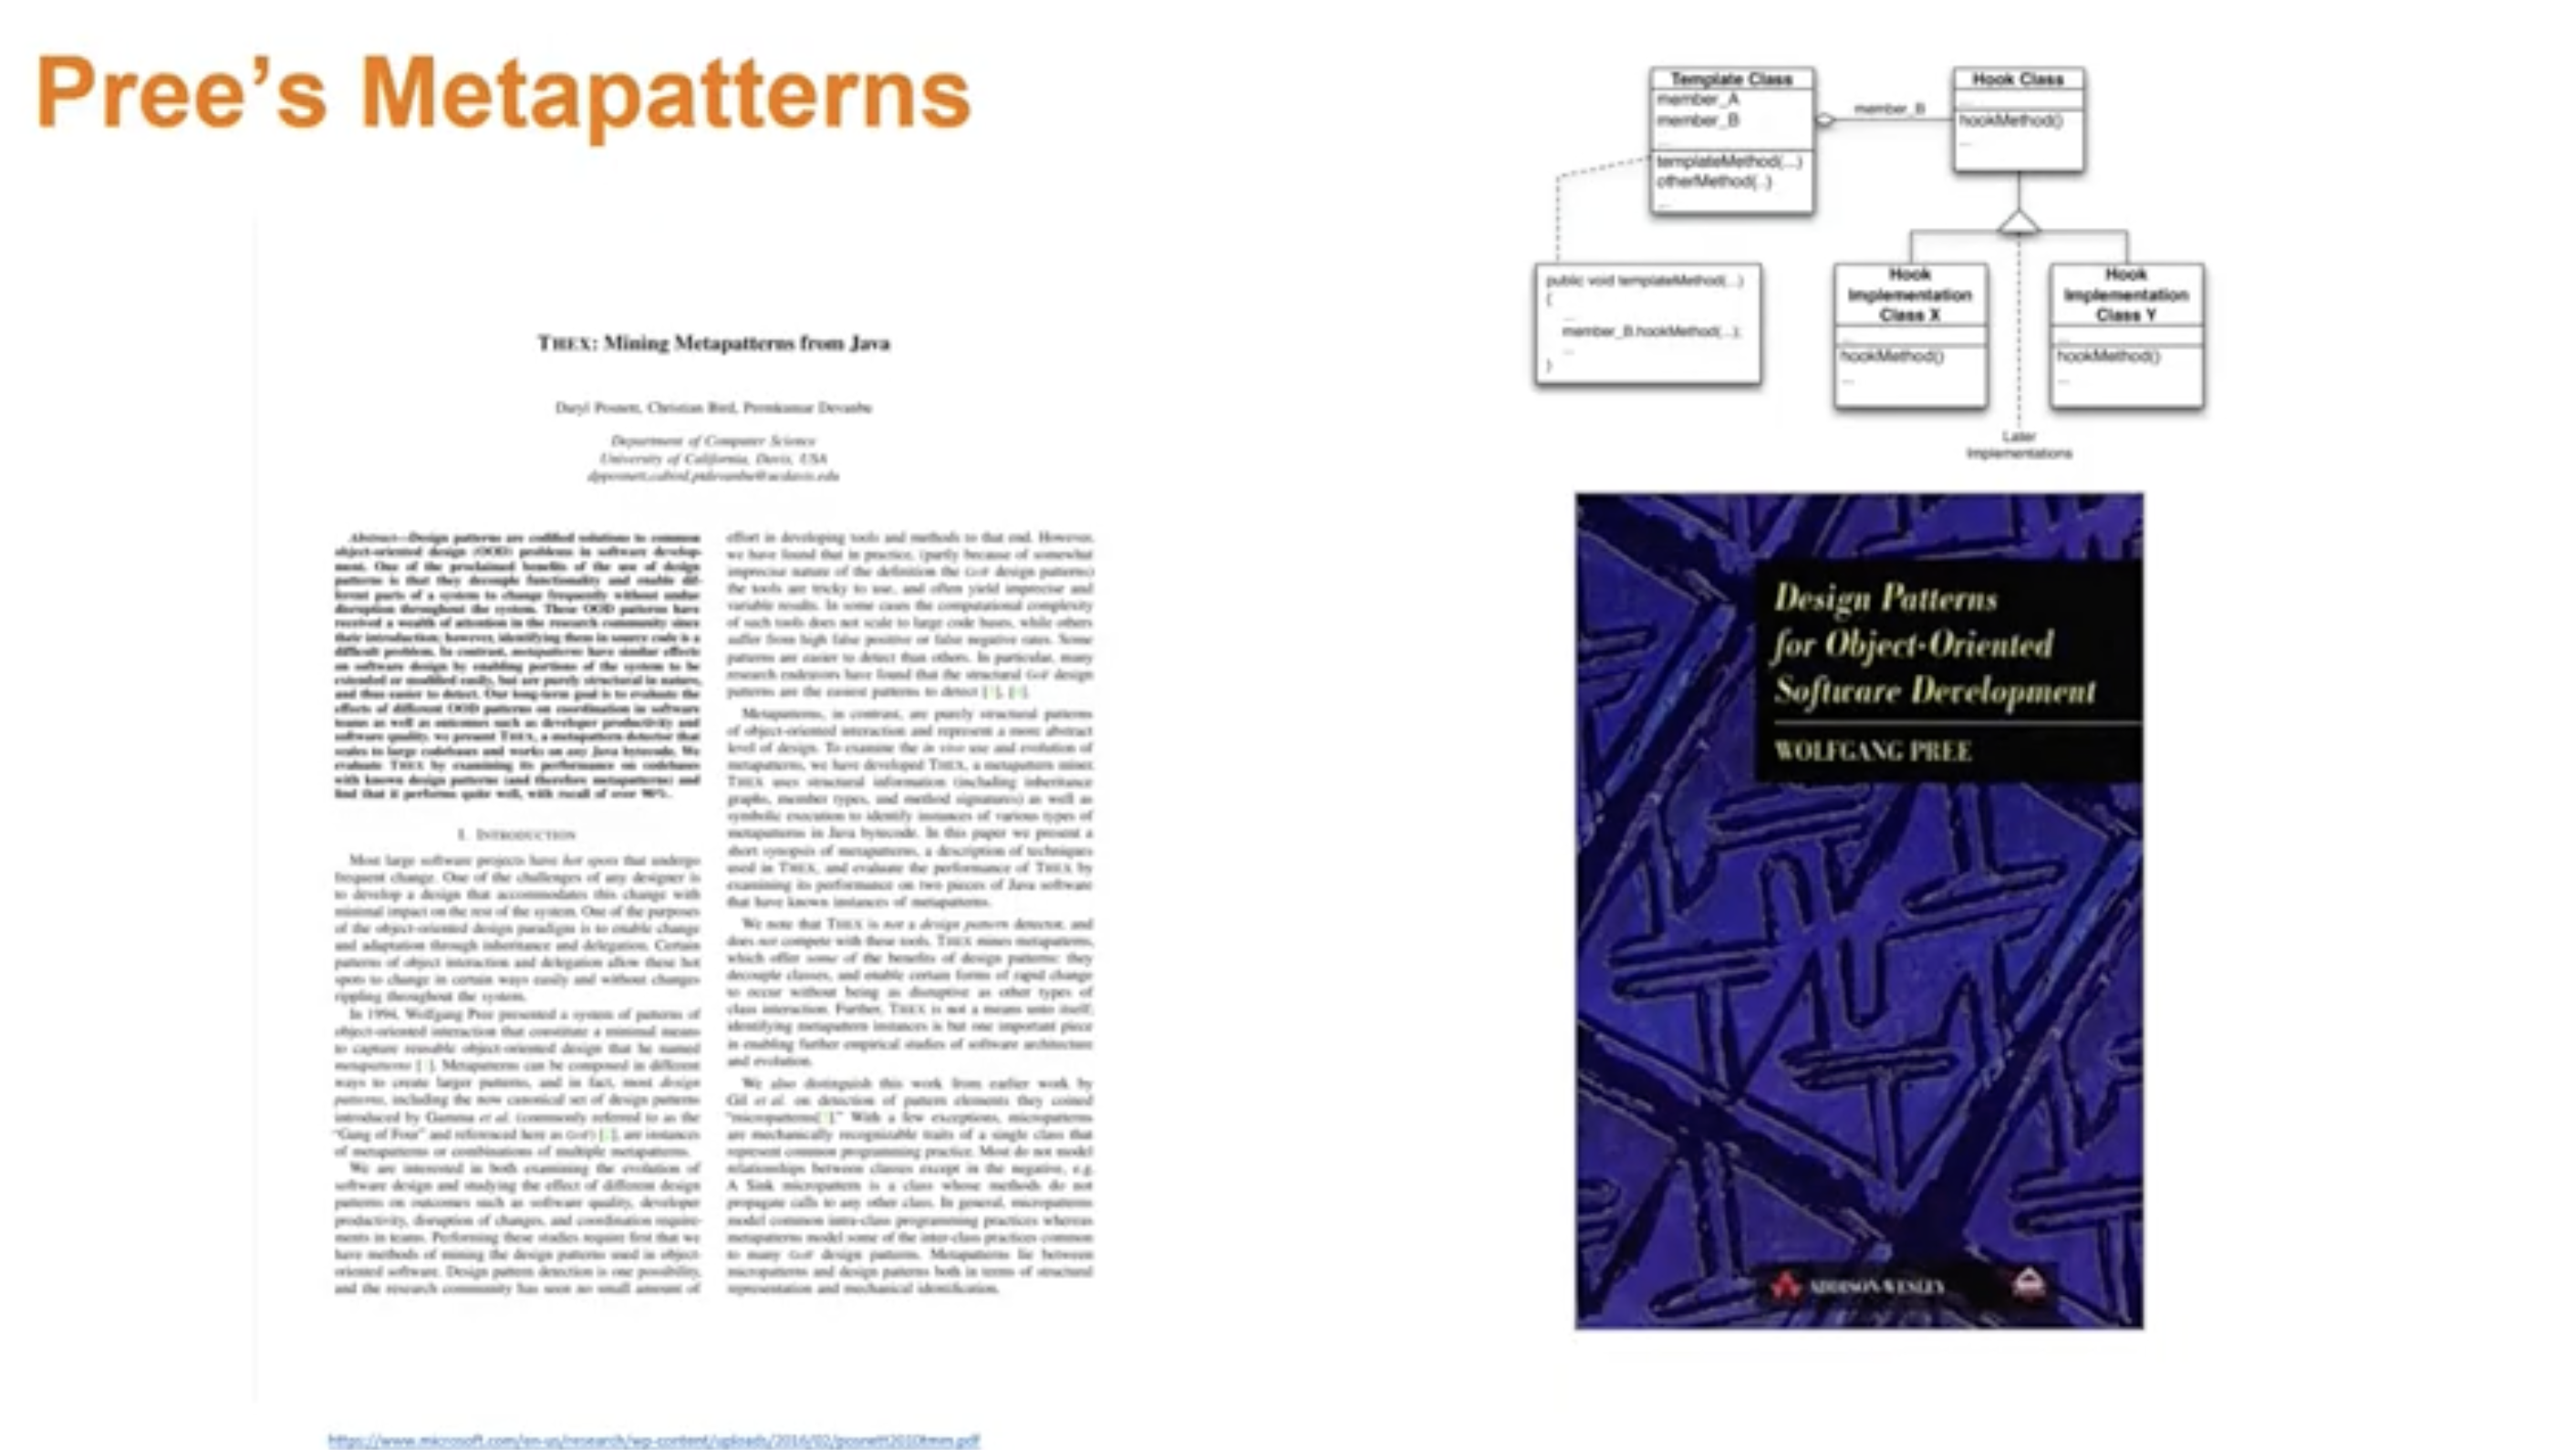 Pree's Metapatterns
THEX: Mining Metapatterns from Java
Daryl Posnett, Christian Bird, Premkumar Devanbu
Department of Computer Science
University of California, Davis, USA
Abstract—Design patterns are codified solutions to common
object-oriented design (OOD) problems in software develop-
ment. One of the proclaimed benefits of the use of design
patterns is that they decouple functionality and enable dif-
ferent parts of a system to change frequently without undue
disruption throughout the system. These OOD patterns have
received a wealth of attention in the research community since
their introduction; however, identifying them in source code is a
difficult problem. In contrast, metapatterns have similar effects
on software design by enabling portions of the system to be
extended or modified easily, but are purely structural in nature,
and thus easier to detect. Our long-term goal is to evaluate the
effects of different OOD patterns on coordination in software
teams as well as outcomes such as developer productivity and
software quality. we present THEX, a metapattern detector that
scales to large codebases and works on any Java bytecode. We
evaluate THEX by examining its performance on codebases
with known design patterns (and therefore metapatterns) and
find that it performs quite well, with recall of over 90%.
I. INTRODUCTION
Most large software projects have hot spots that undergo
frequent change. One of the challenges of any designer is
to develop a design that accommodates this change with
minimal impact on the rest of the system. One of the purposes
of the object-oriented design paradigm is to enable change
and adaptation through inheritance and delegation. Certain
patterns of object interaction and delegation allow these hot
spots to change in certain ways easily and without changes
rippling throughout the system.
In 1994, Wolfgang Pree presented a system of patterns of
object-oriented interaction that constitute a minimal means
to capture reusable object-oriented design that he named
metapatterns. Metapatterns can be composed in different
ways to create larger patterns, and in fact, most design
patterns, including the now canonical set of design patterns
introduced by Gamma et al. (commonly referred to as the
"Gang of Four" and referenced here as GoF) , are instances
of metapatterns or combinations of multiple metapatterns.
We are interested in both examining the evolution of
software design and studying the effect of different design
patterns on outcomes such as software quality, developer
productivity, disruption of changes, and coordination require-
ments in teams. Performing these studies require first that we
have methods of mining the design patterns used in object-
oriented software. Design pattern detection is one possibility,
and the research community has seen no small amount of
effort in developing tools and methods to that end. However,
we have found that in practice, (partly because of somewhat
imprecise nature of the definition the GoF design patterns)
the tools are tricky to use, and often yield imprecise and
variable results. In some cases the computational complexity
of such tools does not scale to large code bases, while others
suffer from high false positive or false negative rates. Some
patterns are easier to detect than others. In particular, many
research endeavors have found that the structural GoF design
patterns are the easiest patterns to detect
Metapatterns, in contrast, are purely structural patterns
of object-oriented interaction and represent a more abstract
level of design. To examine the in vivo use and evolution of
metapatterns, we have developed THEX, a metapattern miner.
THEX uses structural information (including inheritance
graphs, member types, and method signatures) as well as
symbolic execution to identify instances of various types of
metapatterns in Java bytecode. In this paper we present a
short synopsis of metapatterns, a description of techniques
used in THEX, and evaluate the performance of THEX by
examining its performance on two pieces of Java software
that have known instances of metapatterns.
We note that THEX is not a design pattern detector, and
does not compete with these tools. THEX mines metapatterns,
which offer some of the benefits of design patterns: they
decouple classes, and enable certain forms of rapid change
to occur without being as disruptive as other types of
class interaction. Further, THEX is not a means unto itself;
identifying metapattern instances is but one important piece
in enabling further empirical studies of software architecture
and evolution.
We also distinguish this work from earlier work by
Gil et al. on detection of pattern elements they coined
"micropatterns." With a few exceptions, micropatterns
are mechanically recognizable traits of a single class that
represent common programming practice. Most do not model
relationships between classes except in the negative, e.g.
A Sink micropattern is a class whose methods do not
propagate calls to any other class. In general, micropatterns
model common intra-class programming practices whereas
metapatterns model some of the inter-class practices common
to many GoF design patterns. Metapatterns lie between
micropatterns and design patterns both in terms of structural
representation and mechanical identification.
https://www.microsoft.com/en-us/research/wp-content/uploads/2016/02/posnett2010tmm.pdf
Template Class
member_A
member_B
...
templateMethod(...)
otherMethod(..)
...
member_B
Hook Class
...
hookMethod()
...
public void templateMethod(...)
{
...
member_B.hookMethod(...);
...
}
Hook
Implementation
Class X
...
hookMethod()
...
Hook
Implementation
Class Y
...
hookMethod()
...
Later
Implementations
Design Patterns
for Object-Oriented
Software Development
WOLFGANG PREE
ADDISON-WESLEY